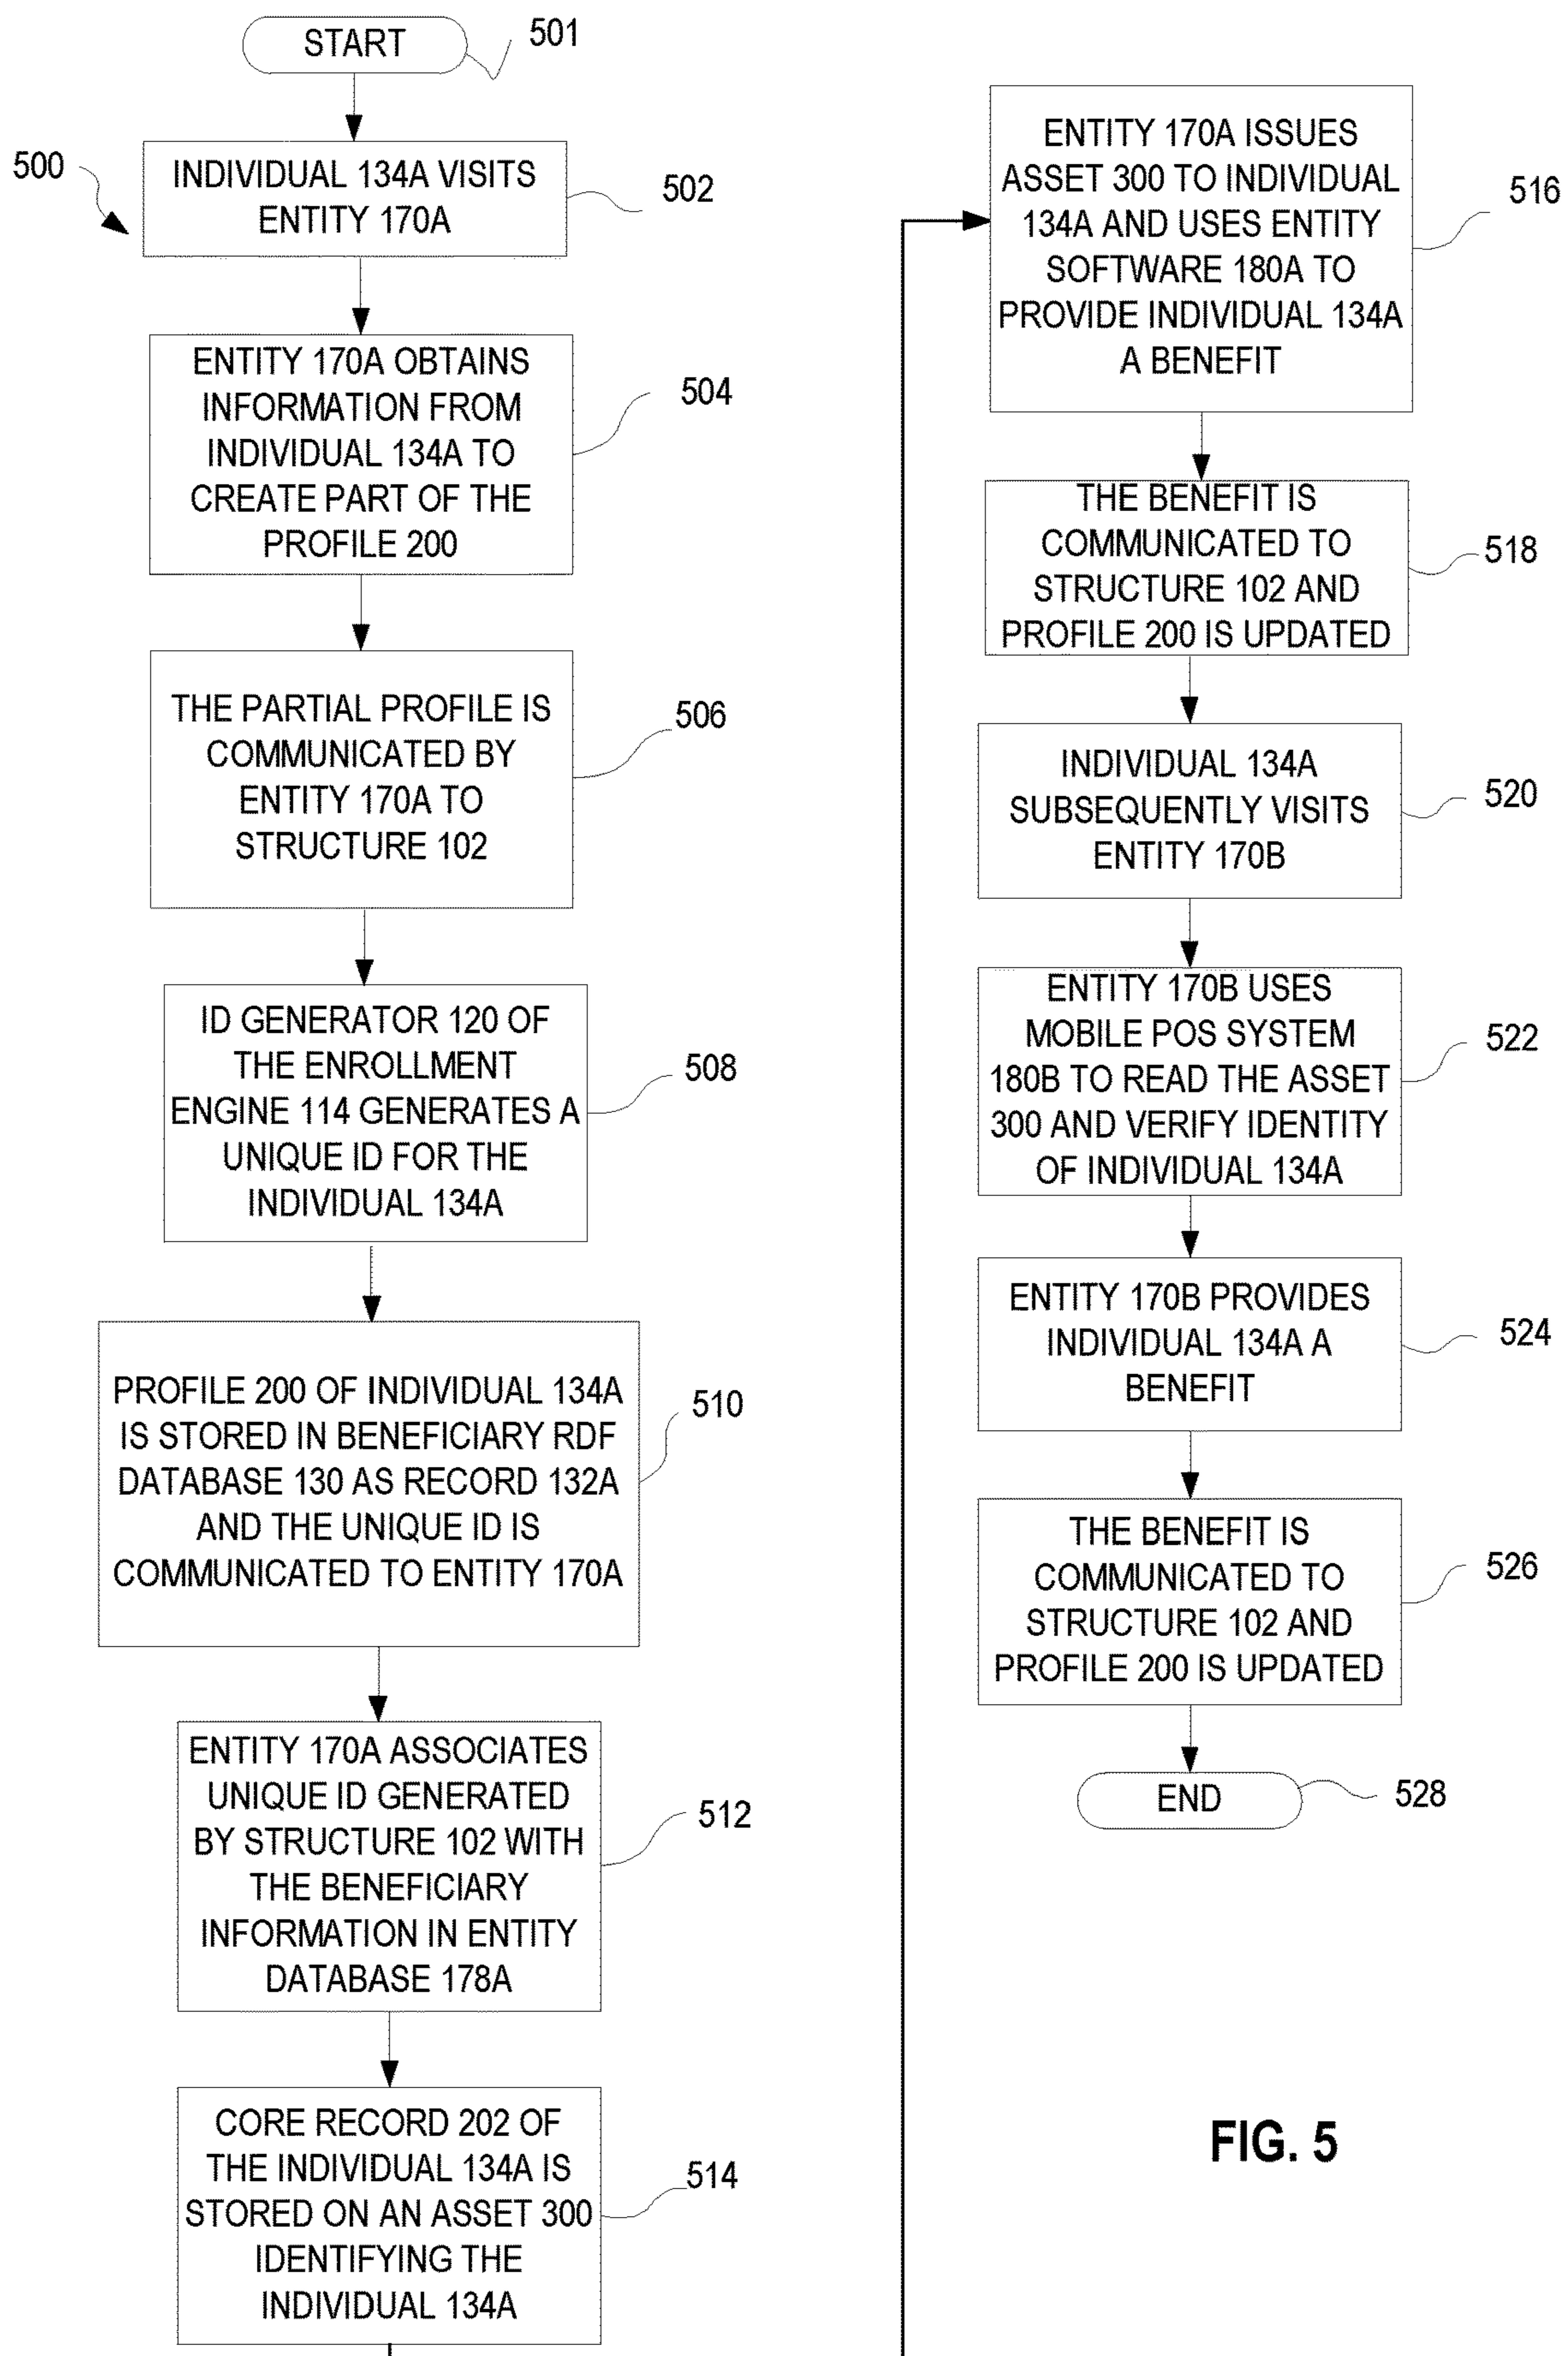 START
501
500
INDIVIDUAL 134A VISITS
ENTITY 170A
502
ENTITY 170A OBTAINS
INFORMATION FROM
INDIVIDUAL 134A TO
CREATE PART OF THE
PROFILE 200
504
THE PARTIAL PROFILE IS
COMMUNICATED BY
ENTITY 170A TO
STRUCTURE 102
506
ID GENERATOR 120 OF
THE ENROLLMENT
ENGINE 114 GENERATES A
UNIQUE ID FOR THE
INDIVIDUAL 134A
508
PROFILE 200 OF INDIVIDUAL 134A
IS STORED IN BENEFICIARY RDF
DATABASE 130 AS RECORD 132A
AND THE UNIQUE ID IS
COMMUNICATED TO ENTITY 170A
510
ENTITY 170A ASSOCIATES
UNIQUE ID GENERATED
BY STRUCTURE 102 WITH
THE BENEFICIARY
INFORMATION IN ENTITY
DATABASE 178A
512
CORE RECORD 202 OF
THE INDIVIDUAL 134A IS
STORED ON AN ASSET 300
IDENTIFYING THE
INDIVIDUAL 134A
514
ENTITY 170A ISSUES
ASSET 300 TO INDIVIDUAL
134A AND USES ENTITY
SOFTWARE 180A TO
PROVIDE INDIVIDUAL 134A
A BENEFIT
516
THE BENEFIT IS
COMMUNICATED TO
STRUCTURE 102 AND
PROFILE 200 IS UPDATED
518
INDIVIDUAL 134A
SUBSEQUENTLY VISITS
ENTITY 170B
520
ENTITY 170B USES
MOBILE POS SYSTEM
180B TO READ THE ASSET
300 AND VERIFY IDENTITY
OF INDIVIDUAL 134A
522
ENTITY 170B PROVIDES
INDIVIDUAL 134A A
BENEFIT
524
THE BENEFIT IS
COMMUNICATED TO
STRUCTURE 102 AND
PROFILE 200 IS UPDATED
526
END
528
FIG. 5